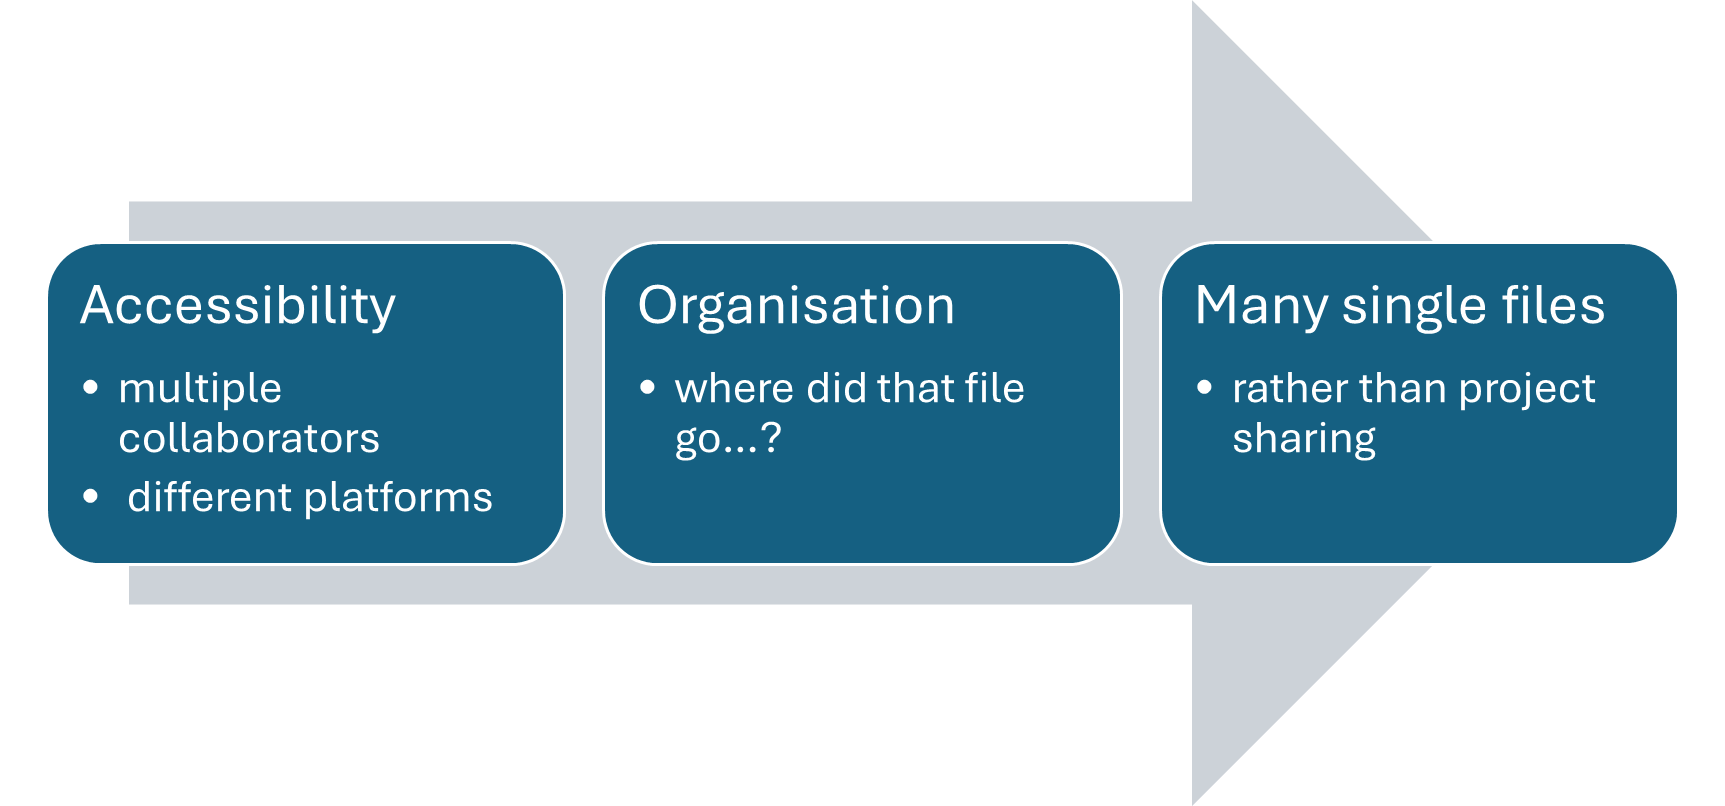 Accessibility
• multiple
collaborators
• different platforms
Organisation
• where did that file
go...?
Many single files
• rather than project
sharing